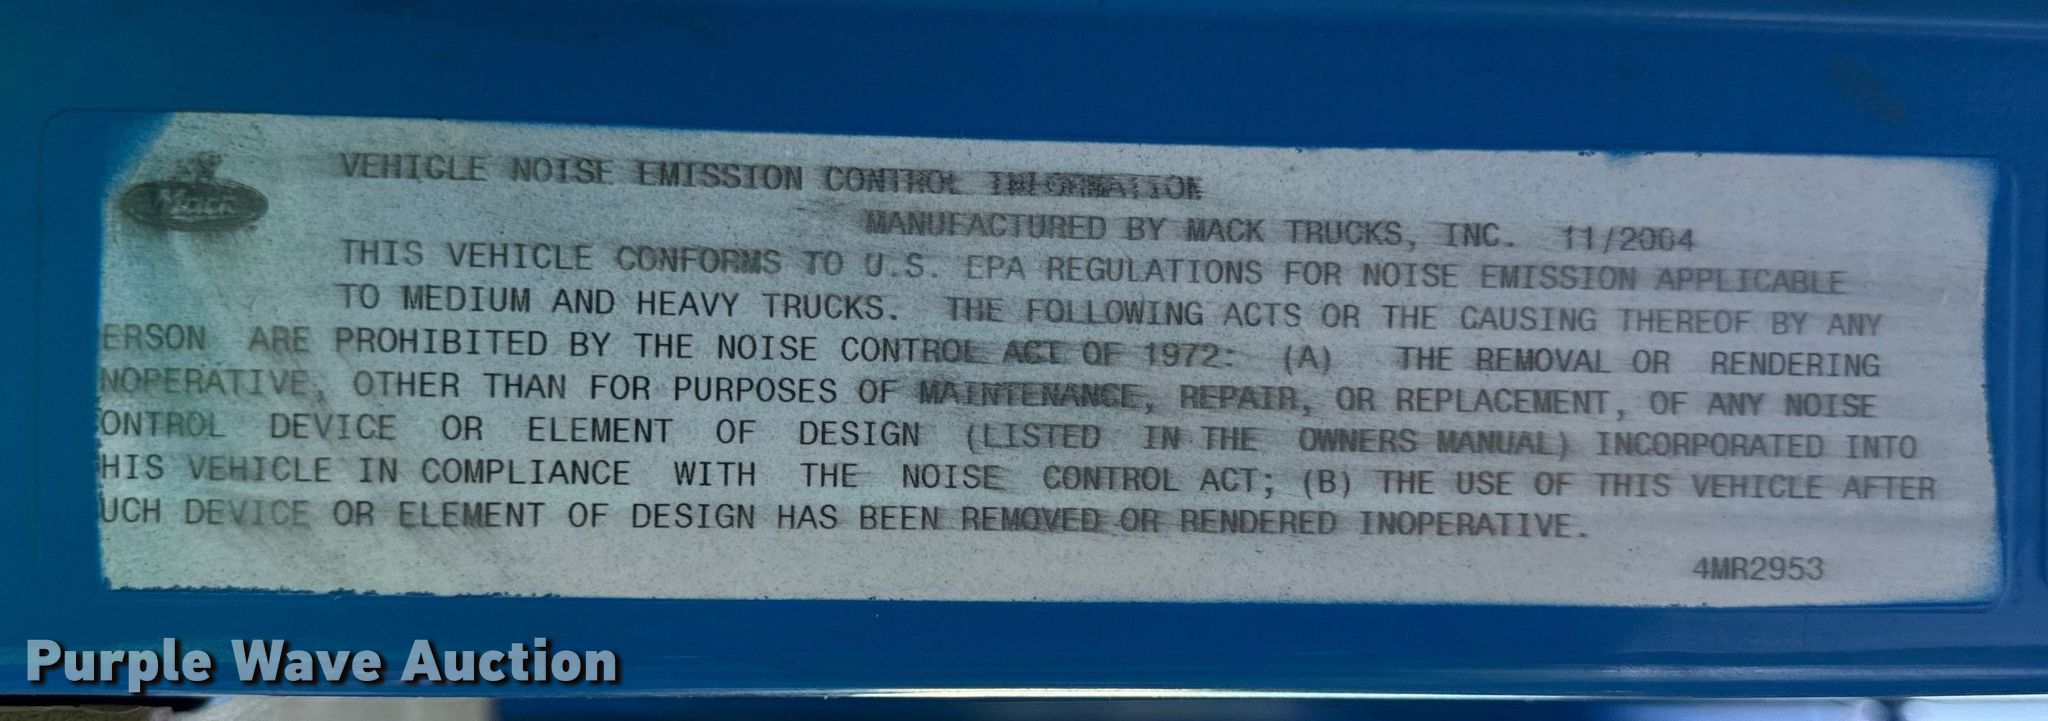 Mack
VEHICLE NOISE EMISSION CONTROL INFORMATION
MANUFACTURED BY MACK TRUCKS, INC. 11/2004
THIS VEHICLE CONFORMS TO U.S. EPA REGULATIONS FOR NOISE EMISSION APPLICABLE
TO MEDIUM AND HEAVY TRUCKS. THE FOLLOWING ACTS OR THE CAUSING THEREOF BY ANY
ERSON ARE PROHIBITED BY THE NOISE CONTROL ACT OF 1972: (A) THE REMOVAL OR RENDERING
NOPERATIVE, OTHER THAN FOR PURPOSES OF MAINTENANCE, REPAIR, OR REPLACEMENT, OF ANY NOISE
ONTROL DEVICE OR ELEMENT OF DESIGN (LISTED IN THE OWNERS MANUAL) INCORPORATED INTO
HIS VEHICLE IN COMPLIANCE WITH THE NOISE CONTROL ACT; (B) THE USE OF THIS VEHICLE AFTER
UCH DEVICE OR ELEMENT OF DESIGN HAS BEEN REMOVED OR RENDERED INOPERATIVE.
4MR2953
Purple Wave Auction